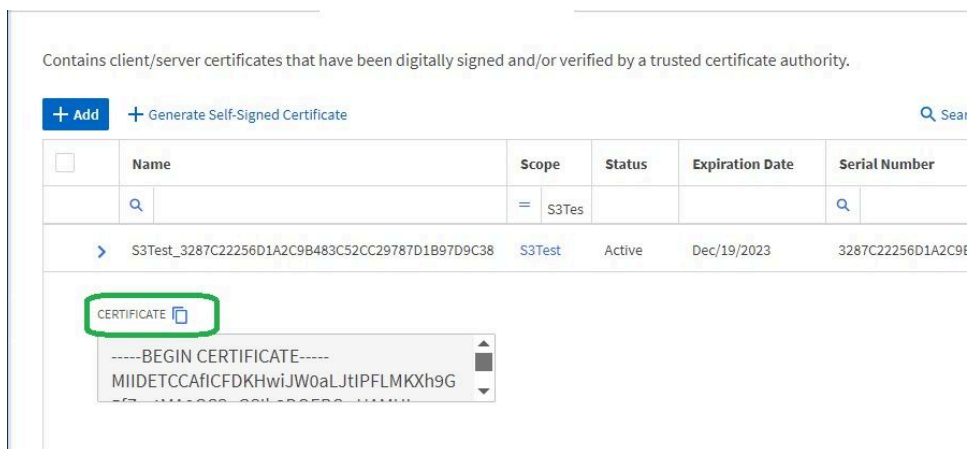 Contains client/server certificates that have been digitally signed and/or verified by a trusted certificate authority.
+ Add + Generate Self-Signed Certificate
Name Scope Status Expiration Date Serial Number
= S3Tes
S3Test_3287C22256D1A2C9B483C52CC29787D1B97D9C38 S3Test Active Dec/19/2023 3287C22256D1A2C9
CERTIFICATE
-----BEGIN CERTIFICATE-----
MIIDETCCAfICFDKHwiJW0aLJtIPFLMKXh9G